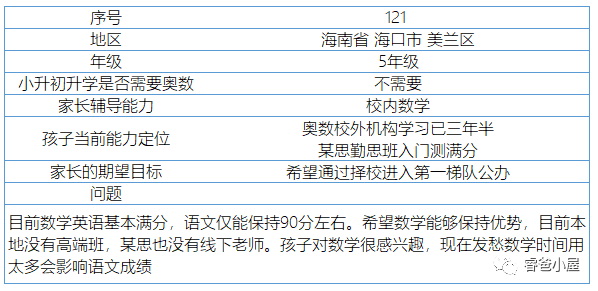 序号 121
地区 海南省 海口市 美兰区
年级 5年级
小升初升学是否需要奥数 不需要
家长辅导能力 校内数学
孩子当前能力定位 奥数校外机构学习已三年半
某思勤思班入门测满分
家长的期望目标 希望通过择校进入第一梯队公办
问题
目前数学英语基本满分，语文仅能保持90分左右。希望数学能够保持优势，目前本
地没有高端班，某思也没有线下老师。孩子对数学很感兴趣，现在发愁数学时间用
太多会影响语文成绩
睿爸小屋